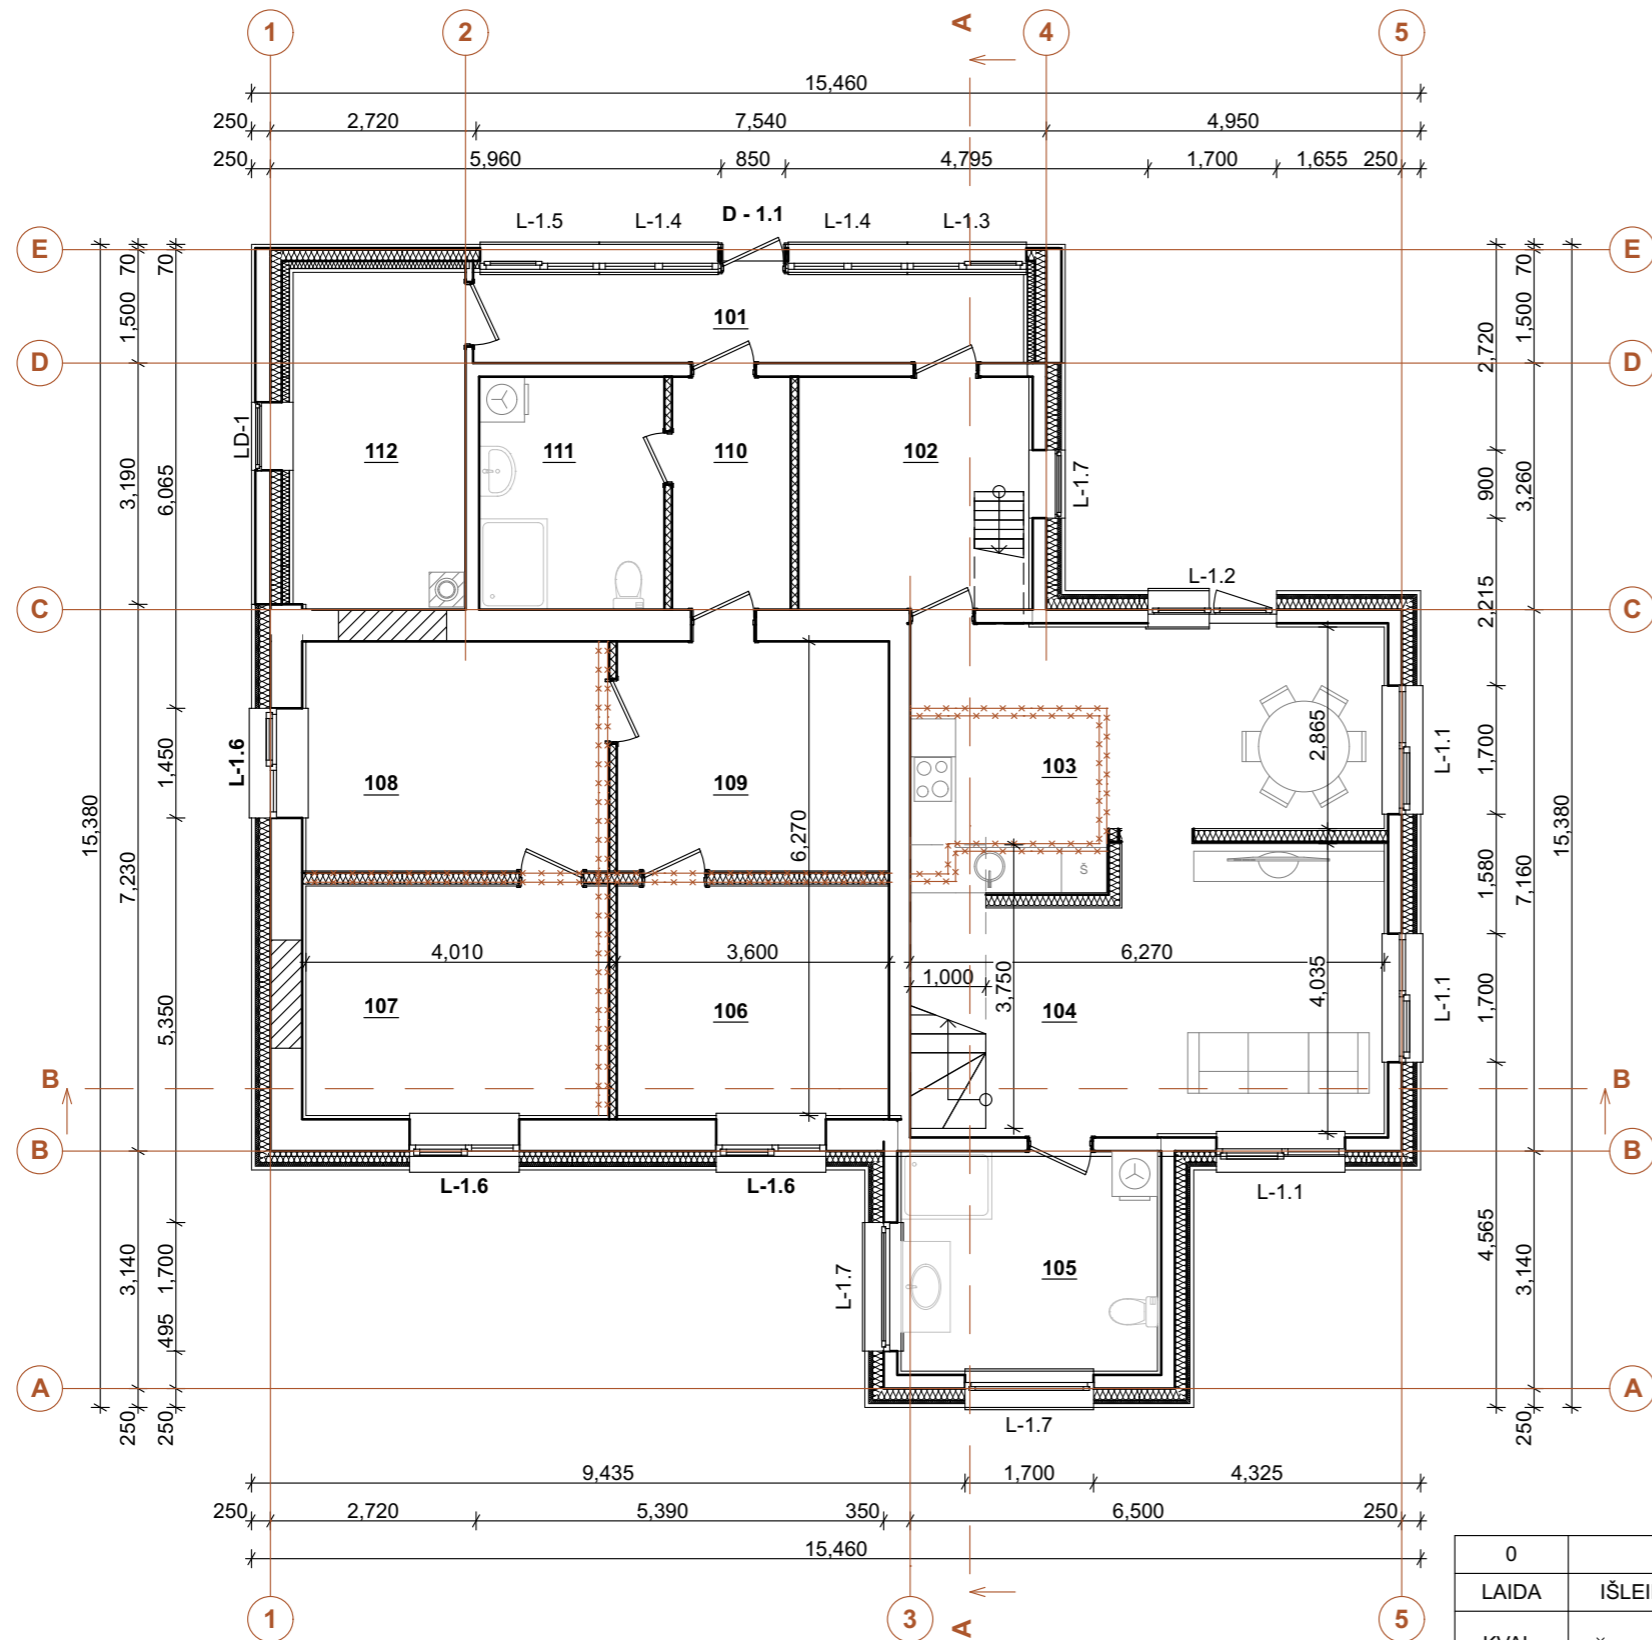 1 2 A 4 5
15,460
250 2,720 7,540 4,950
250 5,960 850 4,795 1,700 1,655 250
L-1.5 L-1.4 D - 1.1 L-1.4 L-1.3
E E
70 70 70
1,500 101 2,720 1,500
D D
LD-1 112 111 110 102 L-1.7
3,190 6,065 900 3,260
L-1.2
C C
2,215
L-1.6 108 109 103 2,865 L-1.1
15,380 1,450 6,270 1,700 15,380
7,230 Š 1,580 7,160
4,010 3,600 6,270
1,000 3,750 4,035
107 106 104 1,700 L-1.1
5,350
B B
B B
L-1.6 L-1.6 L-1.1
3,140 1,700 L-1.7 105 4,565 3,140
495
A A
250 250 L-1.7 250
9,435 1,700 4,325
250 2,720 5,390 350 6,500 250
15,460
1 3 A 5
0
LAIDA IŠLEI